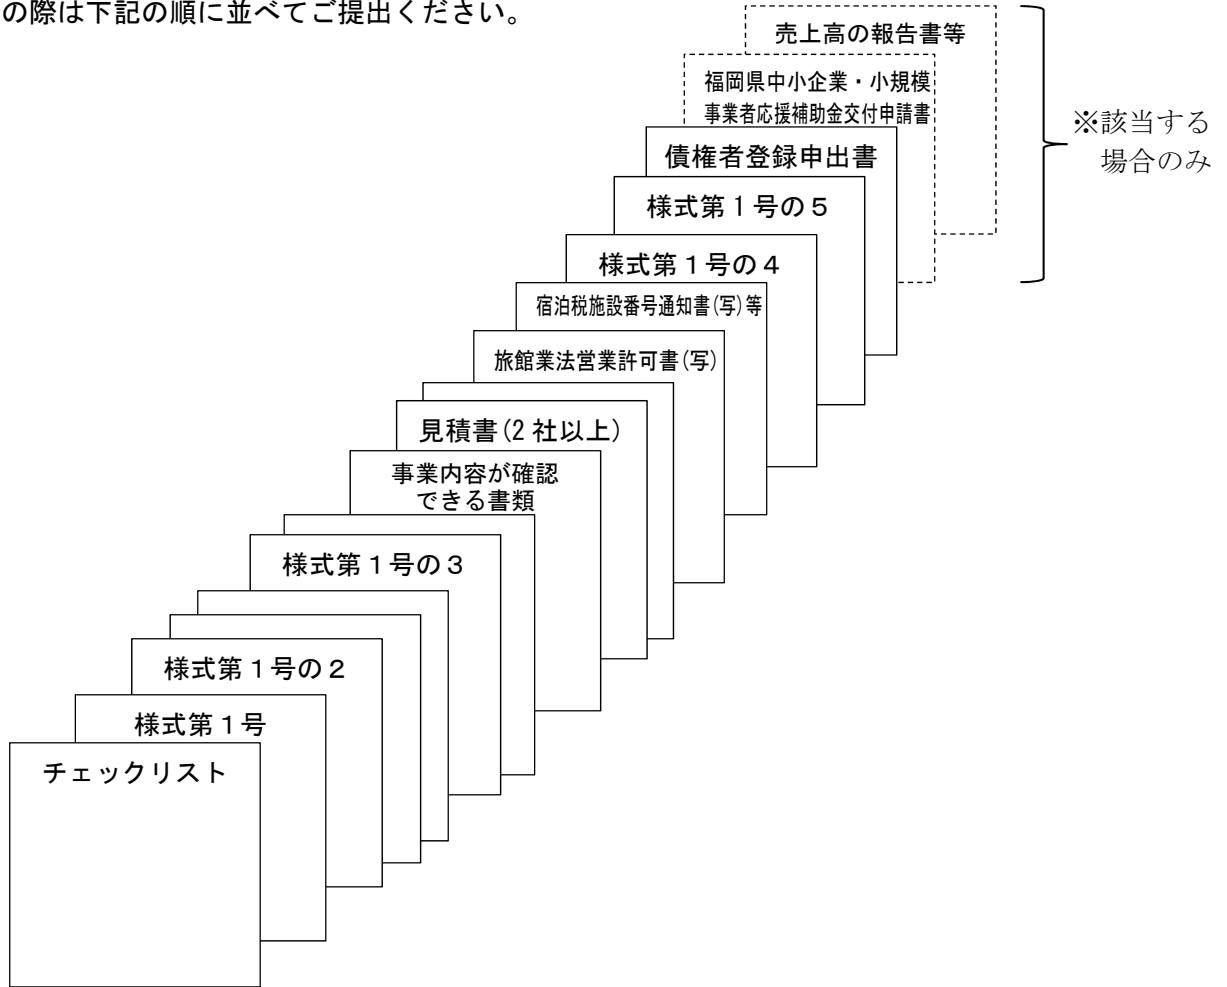 の際は下記の順に並べてご提出ください。
売上高の報告書等
福岡県中小企業・小規模
事業者応援補助金交付申請書
※該当する
場合のみ
債権者登録申出書
様式第1号の5
様式第1号の4
宿泊税施設番号通知書(写)等
旅館業法営業許可書(写)
見積書(2社以上)
事業内容が確認
できる書類
様式第1号の3
様式第1号の2
様式第1号
チェックリスト